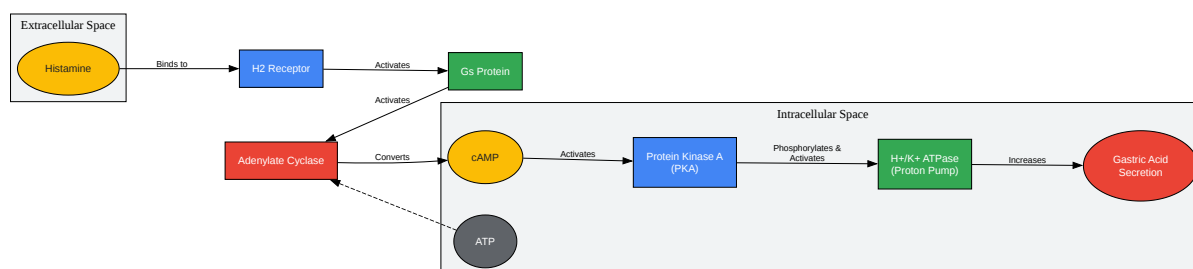 Extracellular Space
Histamine
Binds to
H2 Receptor
Activates
Gs Protein
Activates
Adenylate Cyclase
Converts
Intracellular Space
cAMP
Activates
Protein Kinase A
(PKA)
Phosphorylates &
Activates
H+/K+ ATPase
(Proton Pump)
Increases
Gastric Acid
Secretion
ATP